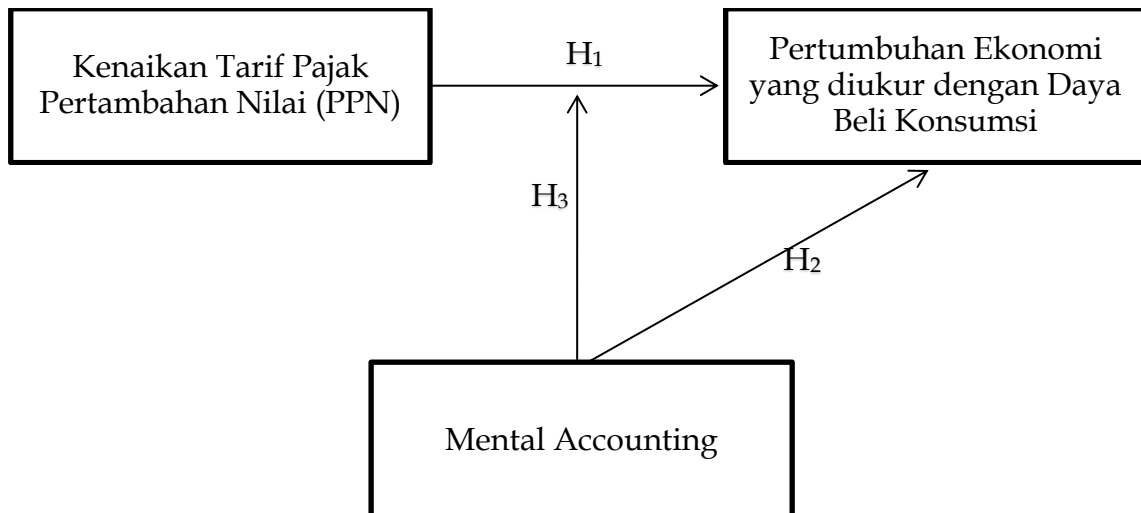 Kenaikan Tarif Pajak
Pertambahan Nilai (PPN)
H₁
Pertumbuhan Ekonomi
yang diukur dengan Daya
Beli Konsumsi
H₃
H₂
Mental Accounting